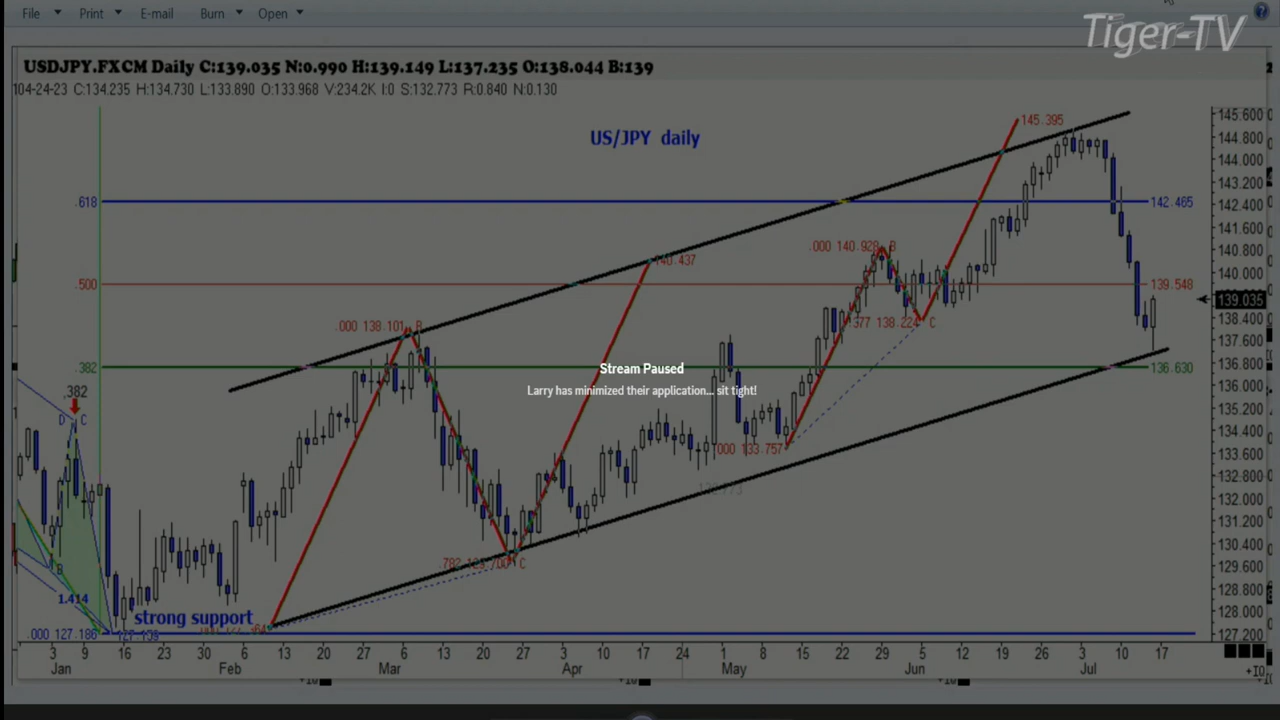 File Print E-mail Burn Open
Tiger-TV
USDJPY.FXCM Daily C:139.035 N:0.990 H:139.149 L:137.235 O:138.044 B:139
104-24-23 C:134.235 H:134.730 L:133.890 O:133.968 V:234.2K I:0 S:132.773 R:0.840 N:0.130
US/JPY daily
145.395
145.600
144.800
144.000
143.200
.618
142.465
142.400
141.600
.000 140.928 B
140.800
140.437
140.000
.500
139.548
139.035
.000 138.101 B
.377 138.224 C
138.400
137.600
.382
136.630
136.800
Stream Paused
Larry has minimized their application... sit tight!
136.000
,382
D C
135.200
134.400
000 133.757
133.600
132.800
132.773
132.000
131.200
130.400
C
129.600
B
128.800
1.414
strong support
128.000
.000 127.186
127.200
3 9 16 23 30 6 13 20 27 6 13 20 27 3 10 17 24 1 8 15 22 29 5 12 19 26 3 10 17
Jan Feb Mar Apr May Jun Jul